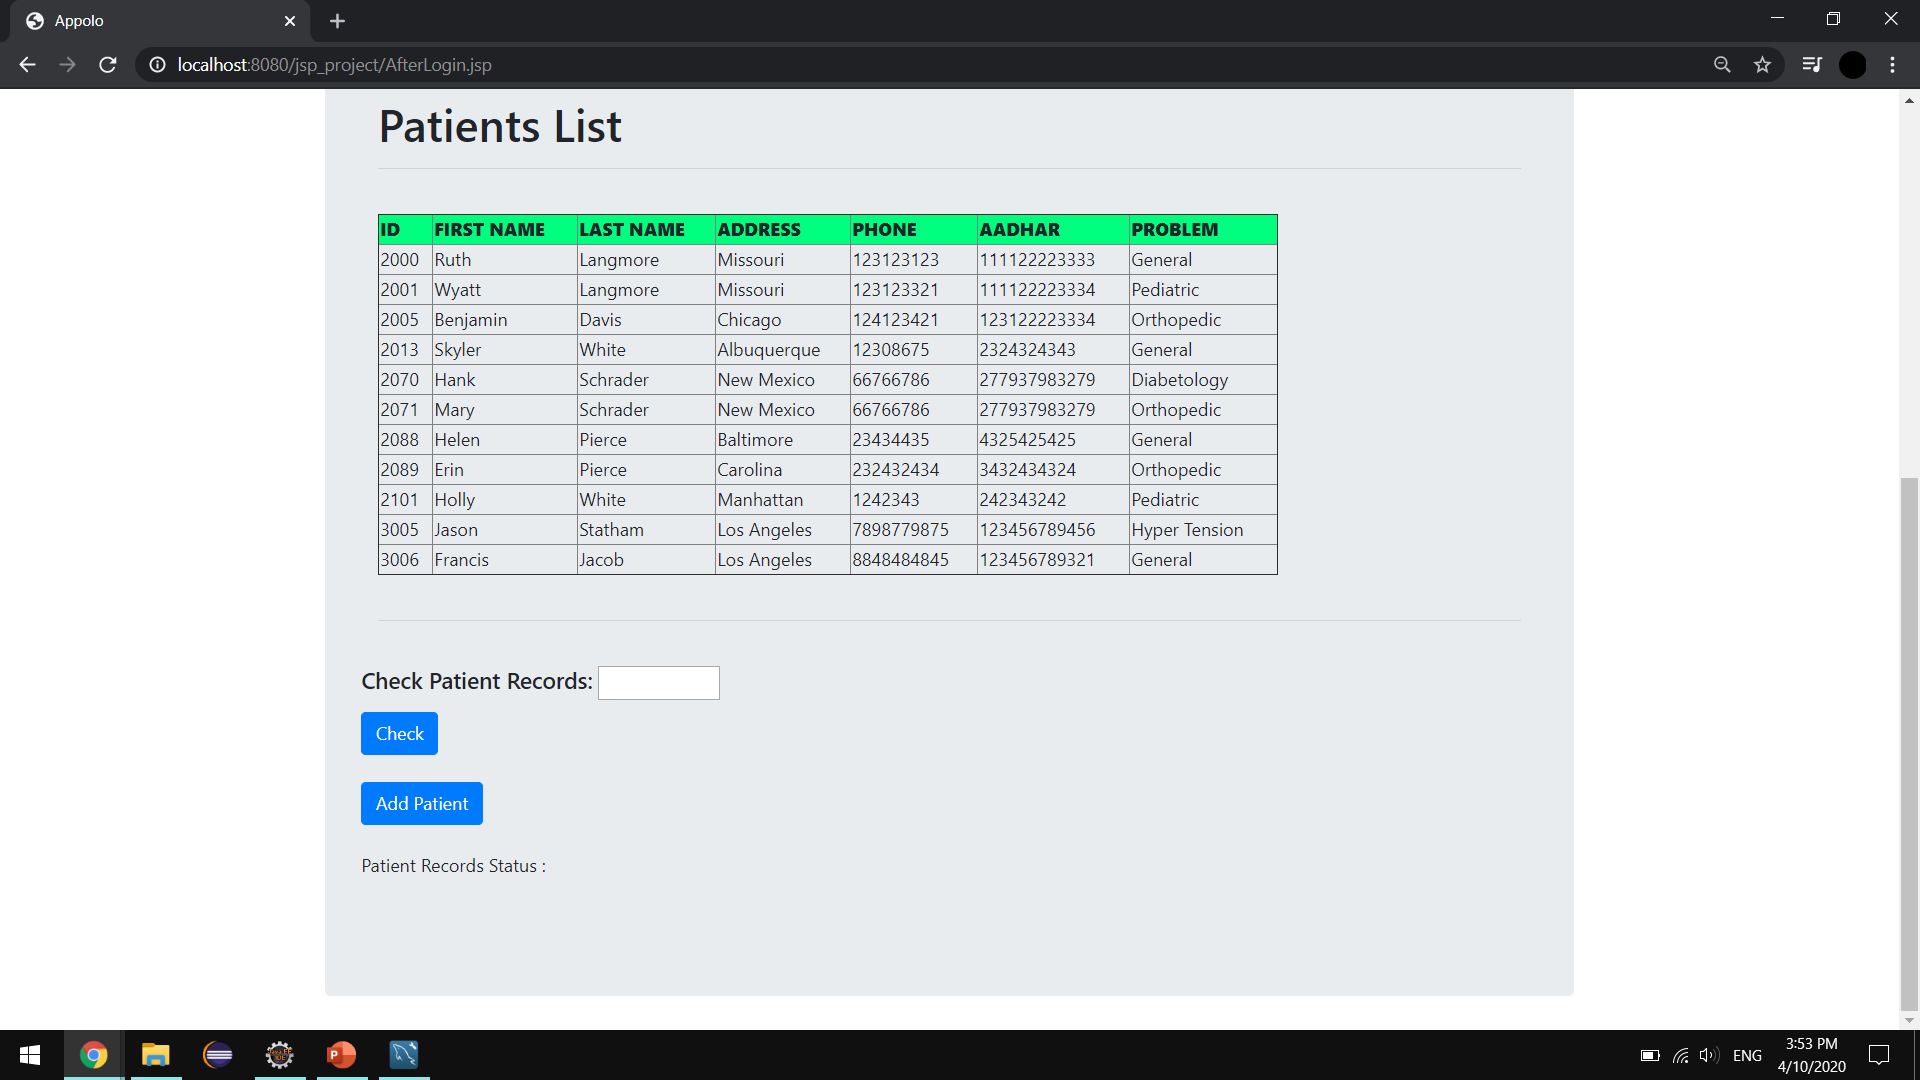 Appolo
localhost:8080/jsp_project/AfterLogin.jsp
Patients List
ID FIRST NAME LAST NAME ADDRESS PHONE AADHAR PROBLEM
2000 Ruth Langmore Missouri 123123123 111122223333 General
2001 Wyatt Langmore Missouri 123123321 111122223334 Pediatric
2005 Benjamin Davis Chicago 124123421 123122223334 Orthopedic
2013 Skyler White Albuquerque 12308675 2324324343 General
2070 Hank Schrader New Mexico 66766786 277937983279 Diabetology
2071 Mary Schrader New Mexico 66766786 277937983279 Orthopedic
2088 Helen Pierce Baltimore 23434435 4325425425 General
2089 Erin Pierce Carolina 232432434 3432434324 Orthopedic
2101 Holly White Manhattan 1242343 242343242 Pediatric
3005 Jason Statham Los Angeles 7898779875 123456789456 Hyper Tension
3006 Francis Jacob Los Angeles 8848484845 123456789321 General
Check Patient Records:
Check
Add Patient
Patient Records Status :
ENG
3:53 PM
4/10/2020